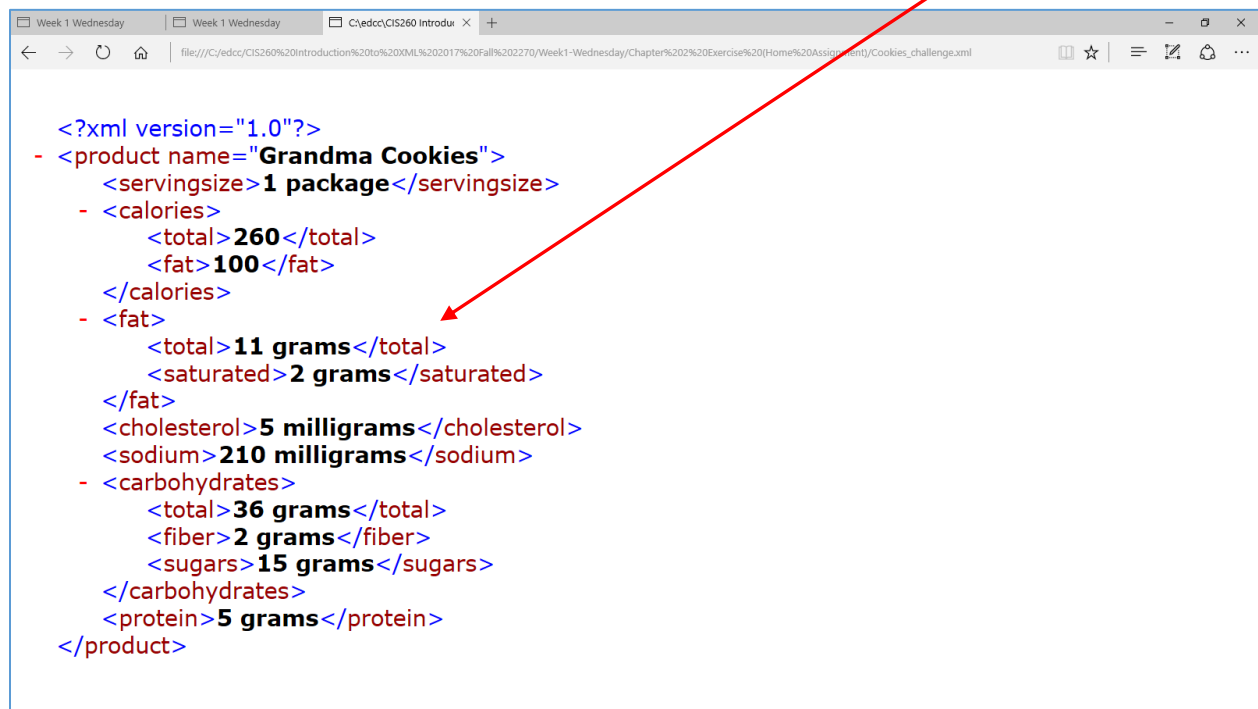 Week 1 Wednesday
Week 1 Wednesday
C:\edcc\CIS260 Introduc
file:///C:/edcc/CIS260%20Introduction%20to%20XML%202017%20Fall%202270/Week1-Wednesday/Chapter%202%20Exercise%20(Home%20Assignment)/Cookies_challenge.xml
<?xml version="1.0"?>
- <product name="Grandma Cookies">
<servingsize>1 package</servingsize>
- <calories>
<total>260</total>
<fat>100</fat>
</calories>
- <fat>
<total>11 grams</total>
<saturated>2 grams</saturated>
</fat>
<cholesterol>5 milligrams</cholesterol>
<sodium>210 milligrams</sodium>
- <carbohydrates>
<total>36 grams</total>
<fiber>2 grams</fiber>
<sugars>15 grams</sugars>
</carbohydrates>
<protein>5 grams</protein>
</product>